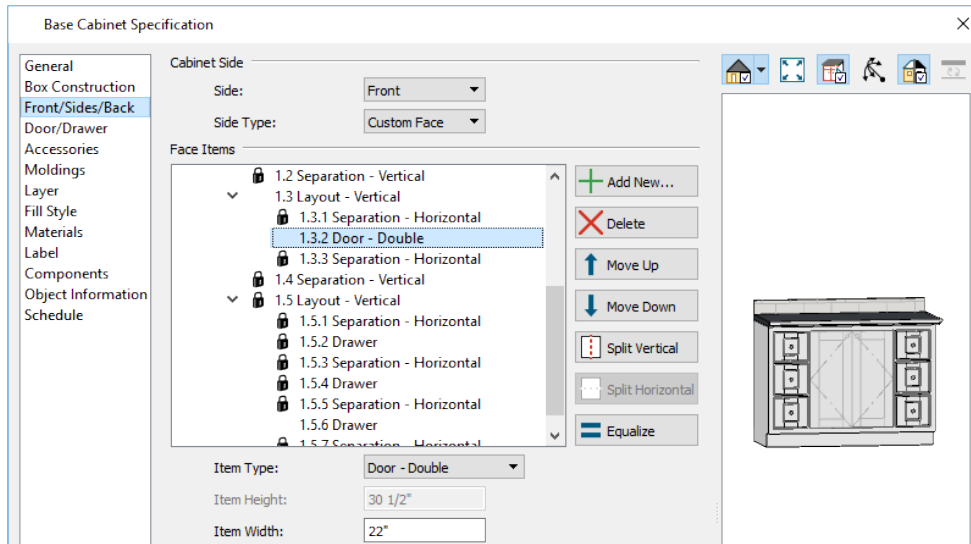 Base Cabinet Specification
General
Box Construction
Front/Sides/Back
Door/Drawer
Accessories
Moldings
Layer
Fill Style
Materials
Label
Components
Object Information
Schedule
Cabinet Side
Side: Front
Side Type: Custom Face
Face Items
1.2 Separation - Vertical
1.3 Layout - Vertical
1.3.1 Separation - Horizontal
1.3.2 Door - Double
1.3.3 Separation - Horizontal
1.4 Separation - Vertical
1.5 Layout - Vertical
1.5.1 Separation - Horizontal
1.5.2 Drawer
1.5.3 Separation - Horizontal
1.5.4 Drawer
1.5.5 Separation - Horizontal
1.5.6 Drawer
1.5.7 Separation - Horizontal
Add New...
Delete
Move Up
Move Down
Split Vertical
Split Horizontal
Equalize
Item Type: Door - Double
Item Height: 30 1/2"
Item Width: 22"